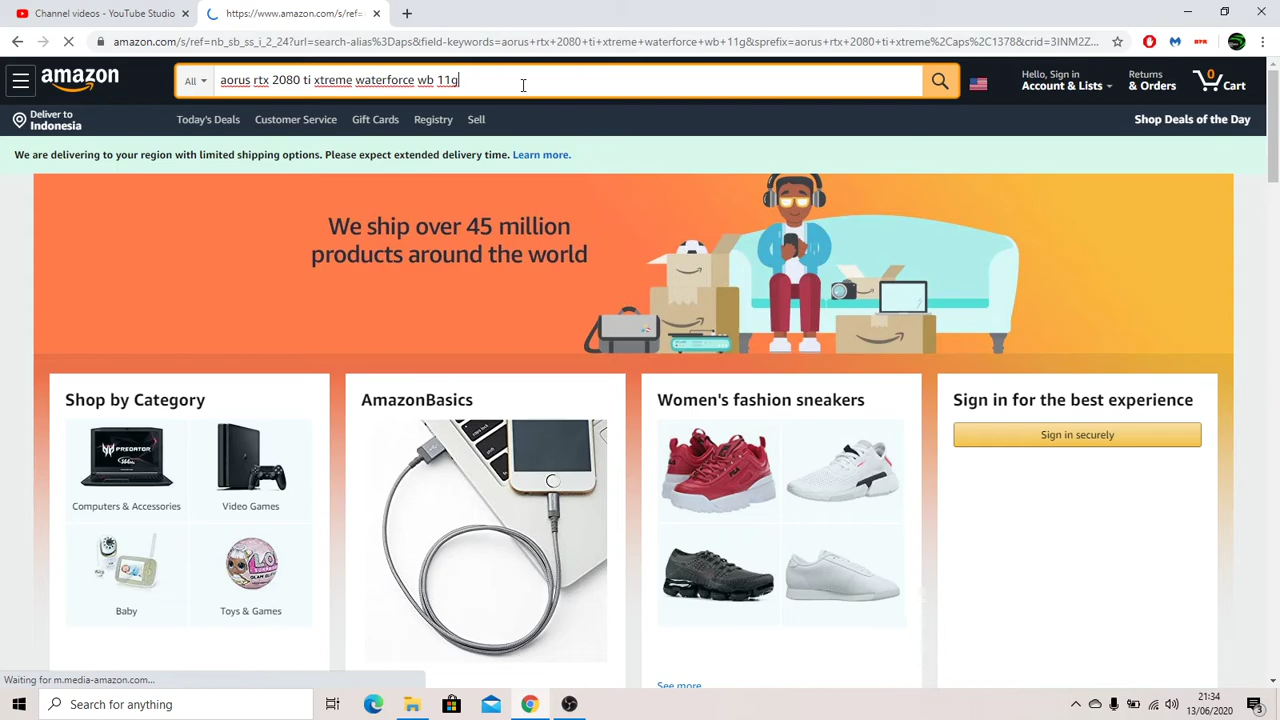 Channel videos - YouTube Studio
https://www.amazon.com/s/ref=
amazon.com/s/ref=nb_sb_ss_i_2_24?url=search-alias%3Daps&field-keywords=aorus+rtx+2080+ti+xtreme+waterforce+wb+11g&sprefix=aorus+rtx+2080+ti+xtreme%2Caps%2C1378&crid=3INM2Z...
amazon
All
aorus rtx 2080 ti xtreme waterforce wb 11g
Hello, Sign in
Account & Lists
Returns
& Orders
0
Cart
Deliver to
Indonesia
Today's Deals
Customer Service
Gift Cards
Registry
Sell
Shop Deals of the Day
We are delivering to your region with limited shipping options. Please expect extended delivery time. Learn more.
We ship over 45 million
products around the world
Shop by Category
AmazonBasics
Women's fashion sneakers
Sign in for the best experience
Sign in securely
PREDATOR
Computers & Accessories
Video Games
Baby
Toys & Games
See more
Waiting for m.media-amazon.com...
Search for anything
21:34
13/06/2020
3